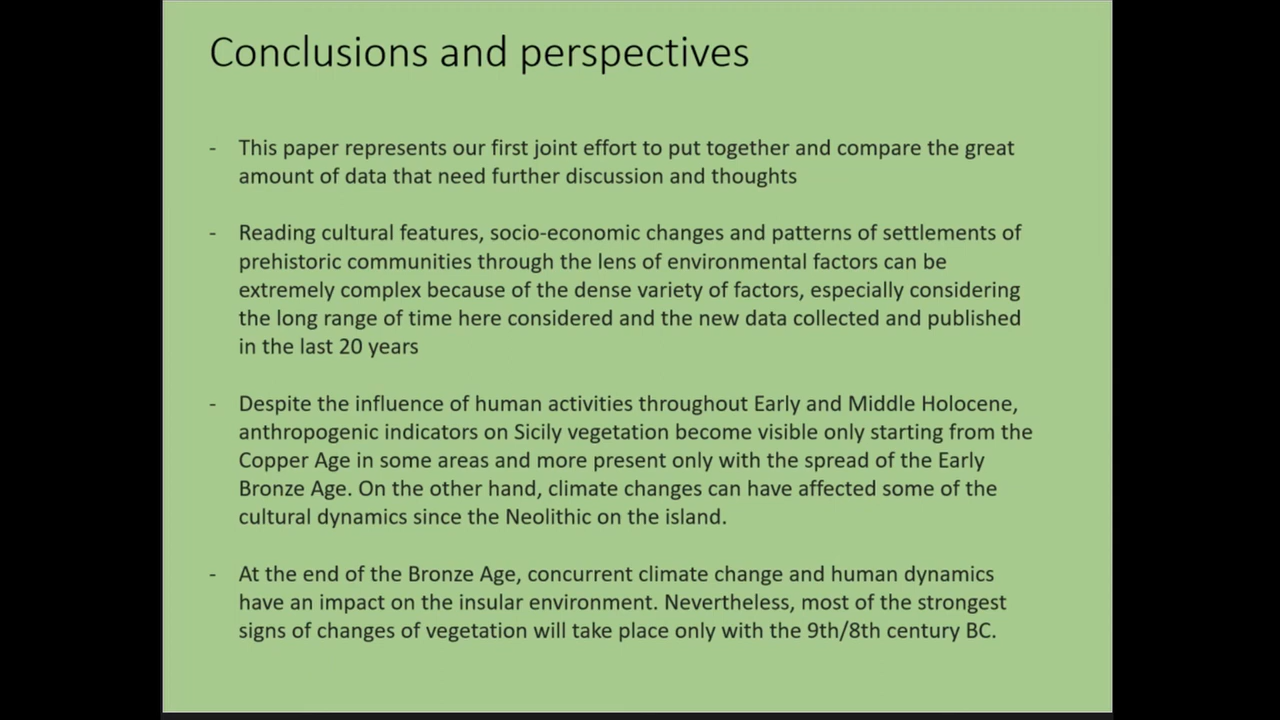 Conclusions and perspectives
- This paper represents our first joint effort to put together and compare the great
amount of data that need further discussion and thoughts
- Reading cultural features, socio-economic changes and patterns of settlements of
prehistoric communities through the lens of environmental factors can be
extremely complex because of the dense variety of factors, especially considering
the long range of time here considered and the new data collected and published
in the last 20 years
- Despite the influence of human activities throughout Early and Middle Holocene,
anthropogenic indicators on Sicily vegetation become visible only starting from the
Copper Age in some areas and more present only with the spread of the Early
Bronze Age. On the other hand, climate changes can have affected some of the
cultural dynamics since the Neolithic on the island.
- At the end of the Bronze Age, concurrent climate change and human dynamics
have an impact on the insular environment. Nevertheless, most of the strongest
signs of changes of vegetation will take place only with the 9th/8th century BC.